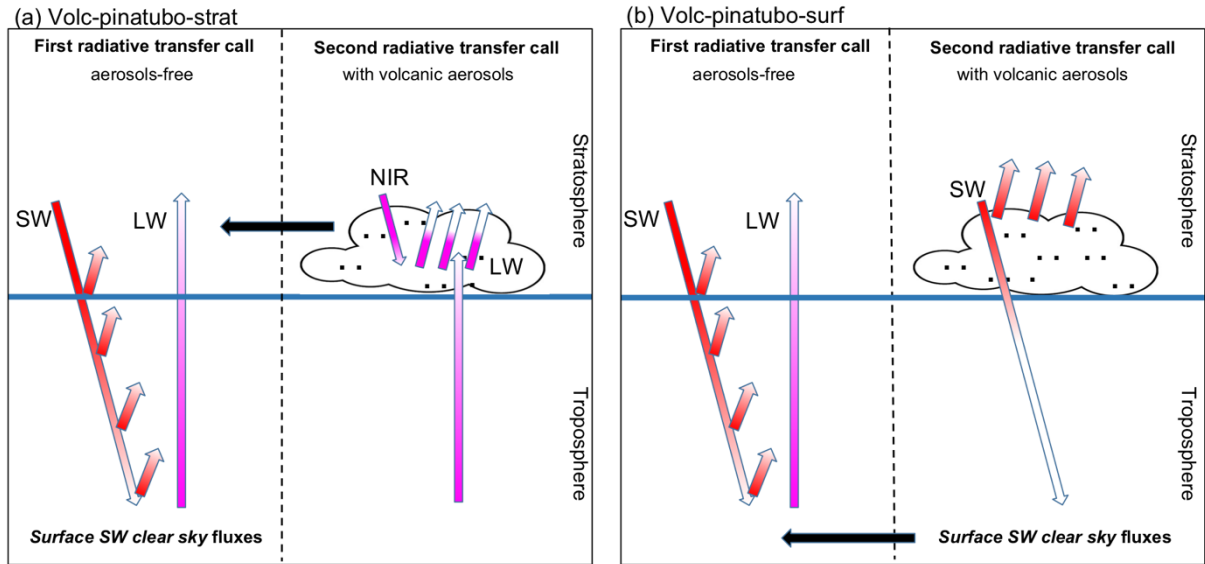 (a) Volc-pinatubo-strat
First radiative transfer call
aerosols-free
Second radiative transfer call
with volcanic aerosols
SW
LW
NIR
LW
Stratosphere
Troposphere
Surface SW clear sky fluxes
(b) Volc-pinatubo-surf
First radiative transfer call
aerosols-free
Second radiative transfer call
with volcanic aerosols
SW
LW
SW
Stratosphere
Troposphere
Surface SW clear sky fluxes